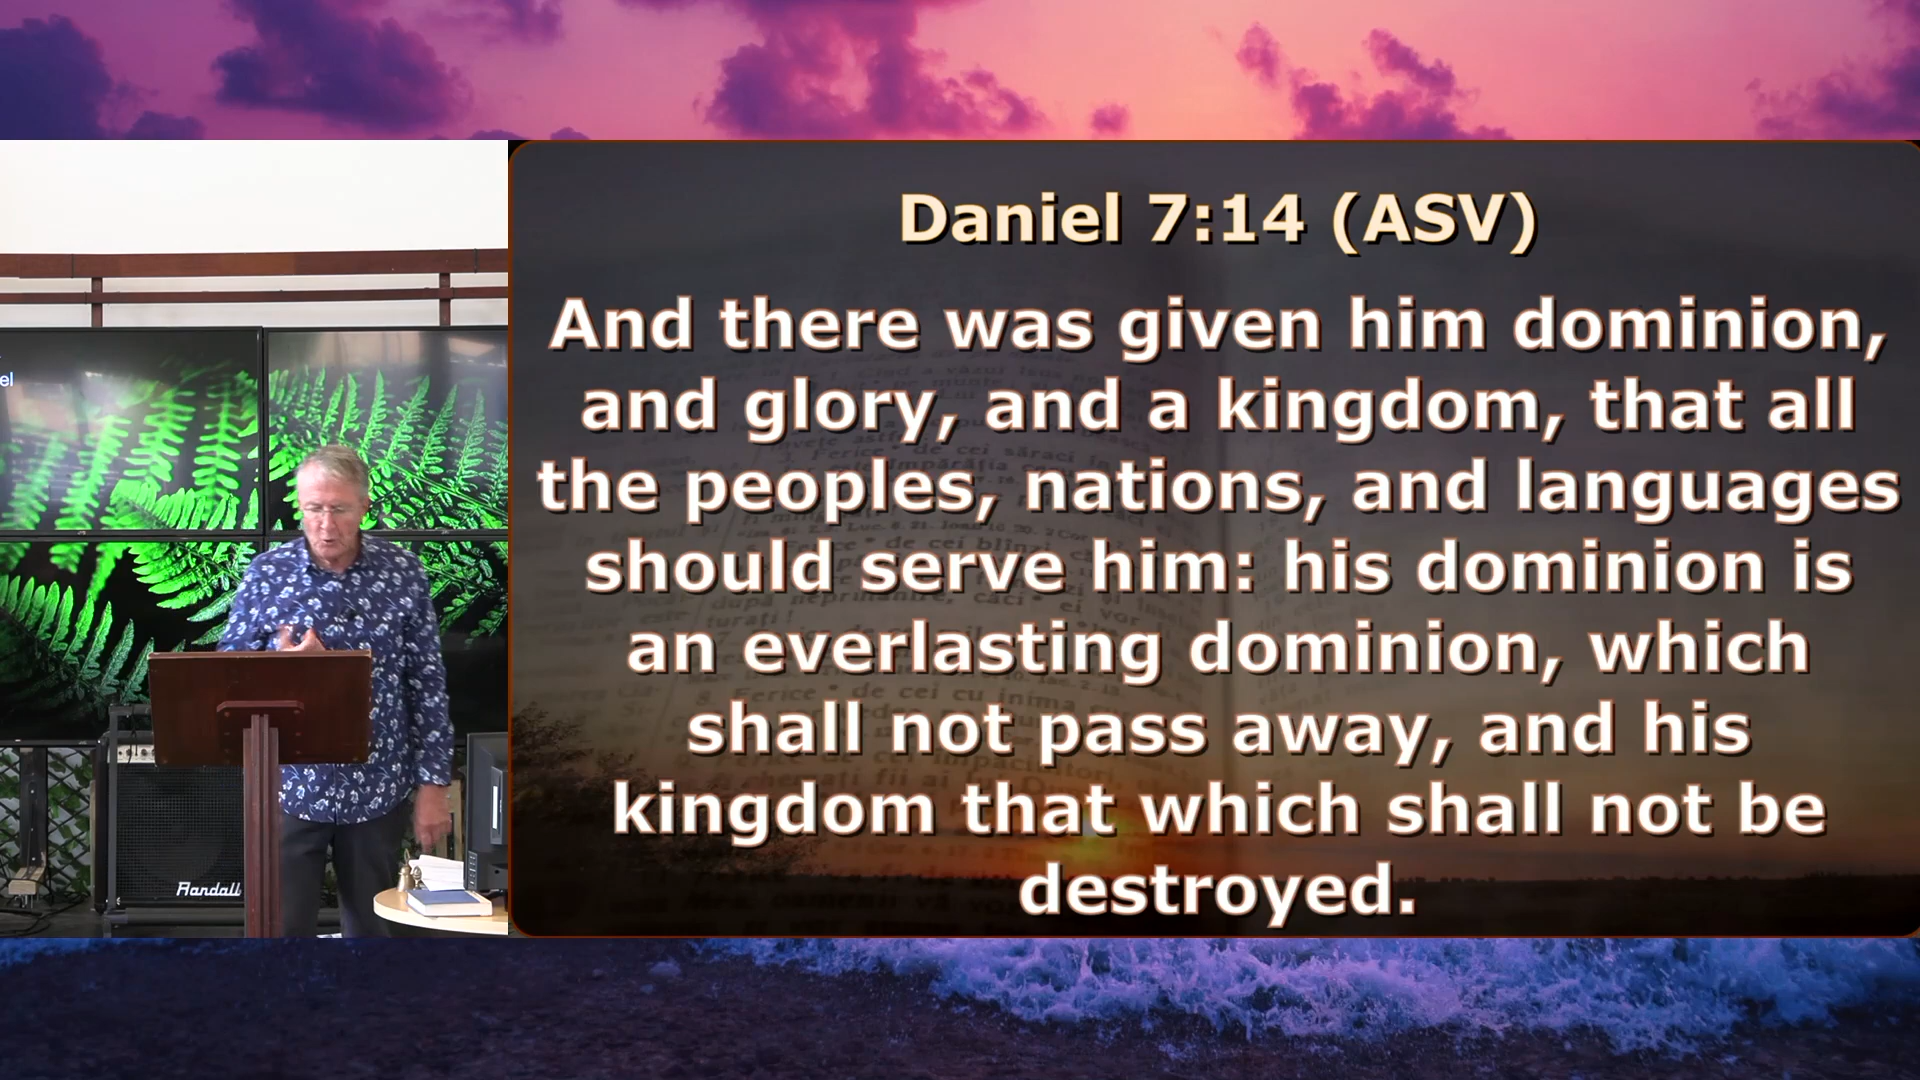 Daniel 7:14 (ASV)
And there was given him dominion,
and glory, and a kingdom, that all
the peoples, nations, and languages
should serve him: his dominion is
an everlasting dominion, which
shall not pass away, and his
kingdom that which shall not be
destroyed.
el
Randall